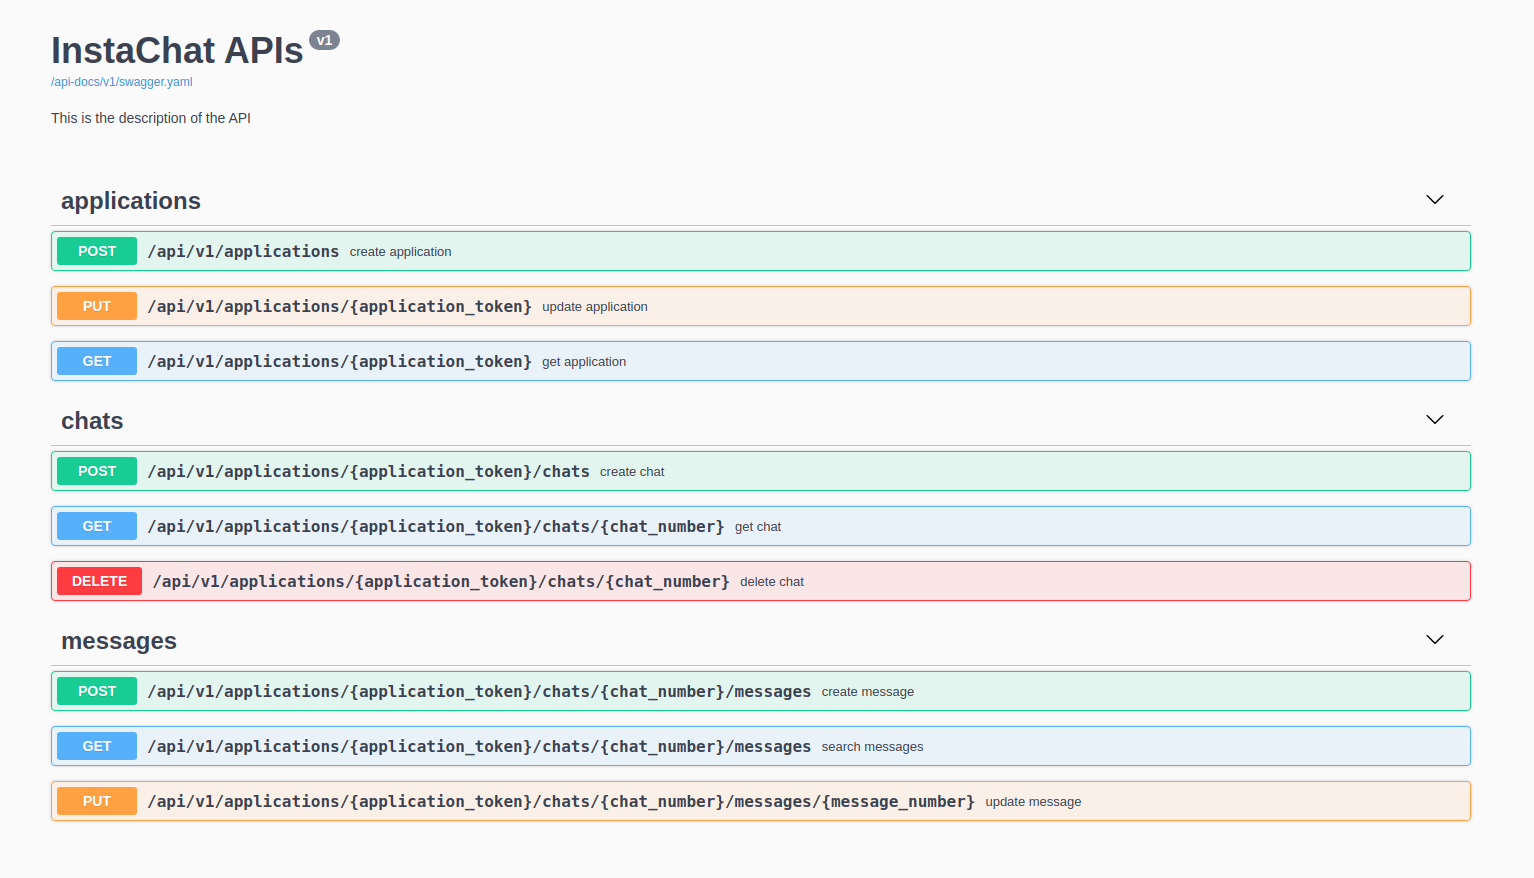 InstaChat APIs v1
/api-docs/v1/swagger.yaml
This is the description of the API
applications
POST /api/v1/applications create application
PUT /api/v1/applications/{application_token} update application
GET /api/v1/applications/{application_token} get application
chats
POST /api/v1/applications/{application_token}/chats create chat
GET /api/v1/applications/{application_token}/chats/{chat_number} get chat
DELETE /api/v1/applications/{application_token}/chats/{chat_number} delete chat
messages
POST /api/v1/applications/{application_token}/chats/{chat_number}/messages create message
GET /api/v1/applications/{application_token}/chats/{chat_number}/messages search messages
PUT /api/v1/applications/{application_token}/chats/{chat_number}/messages/{message_number} update message